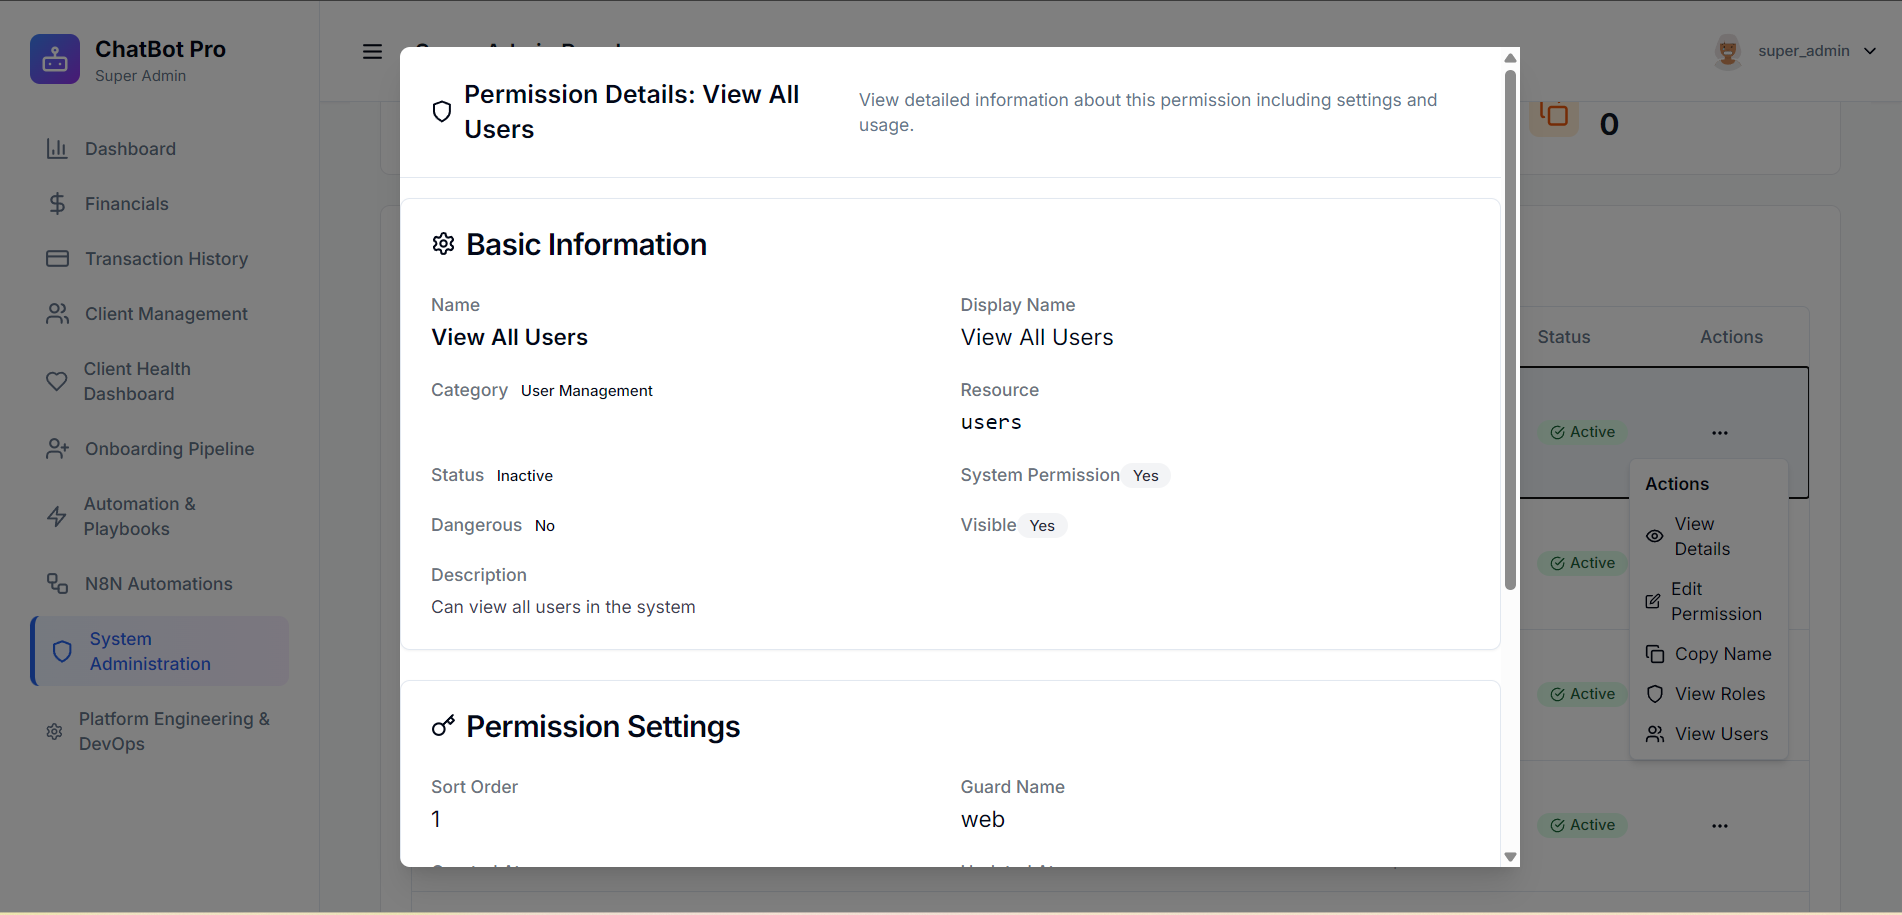 ChatBot Pro
Super Admin
Dashboard
Financials
Transaction History
Client Management
Client Health
Dashboard
Onboarding Pipeline
Automation &
Playbooks
N8N Automations
System
Administration
Platform Engineering &
DevOps
super_admin
0
Permission Details: View All
Users
View detailed information about this permission including settings and
usage.
Basic Information
Name
View All Users
Display Name
View All Users
Category User Management
Resource
users
Status Inactive
System Permission Yes
Dangerous No
Visible Yes
Description
Can view all users in the system
Permission Settings
Sort Order
1
Guard Name
web
Status
Actions
Active
Actions
View
Details
Edit
Permission
Copy Name
View Roles
View Users
Active
Active
Active